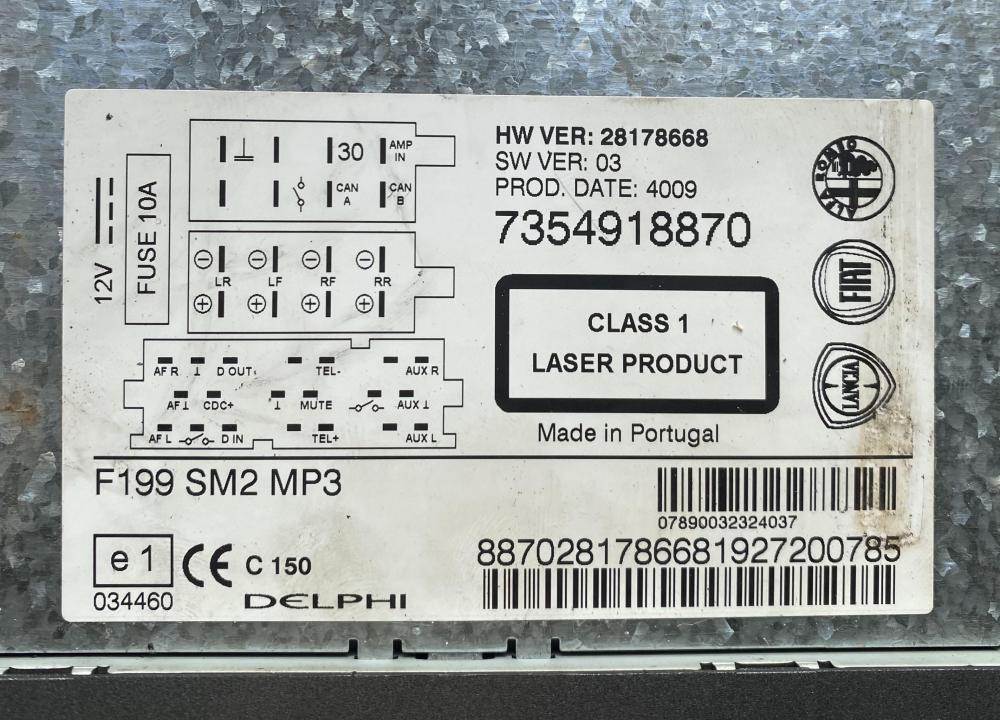 12V
FUSE 10A
30 AMP IN
CAN A CAN B
LR LF RF RR
AF R D OUT TEL- AUX R
AF CDC+ MUTE AUX
AF L D IN TEL+ AUX L
HW VER: 28178668
SW VER: 03
PROD. DATE: 4009
7354918870
CLASS 1
LASER PRODUCT
Made in Portugal
ALFA ROMEO
FIAT
LANCIA
F199 SM2 MP3
07890032324037
8870281786681927200785
e 1 CE C 150
034460 DELPHI